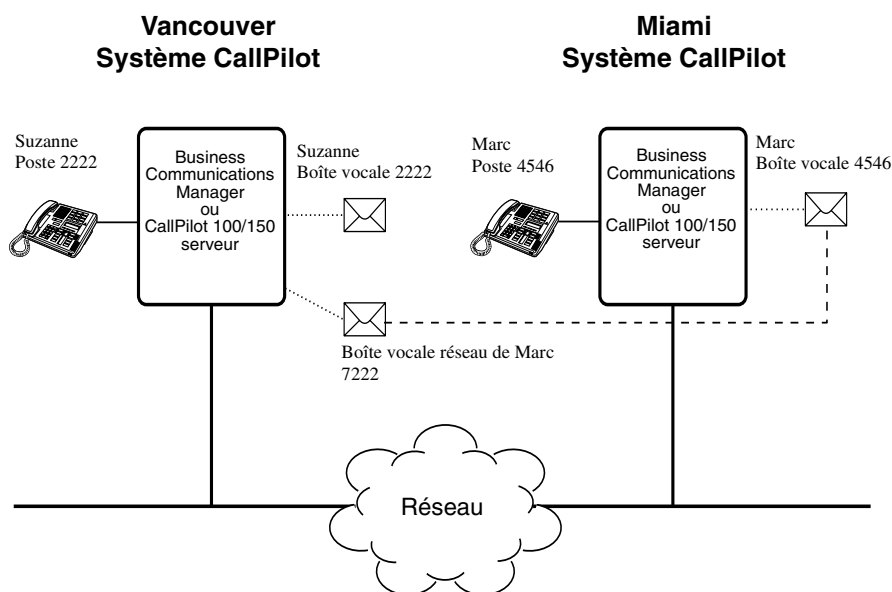 Vancouver
Système CallPilot
Miami
Système CallPilot
Suzanne
Poste 2222
Business
Communications
Manager
ou
CallPilot 100/150
serveur
Suzanne
Boîte vocale 2222
Marc
Poste 4546
Business
Communications
Manager
ou
CallPilot 100/150
serveur
Marc
Boîte vocale 4546
Boîte vocale réseau de Marc
7222
Réseau